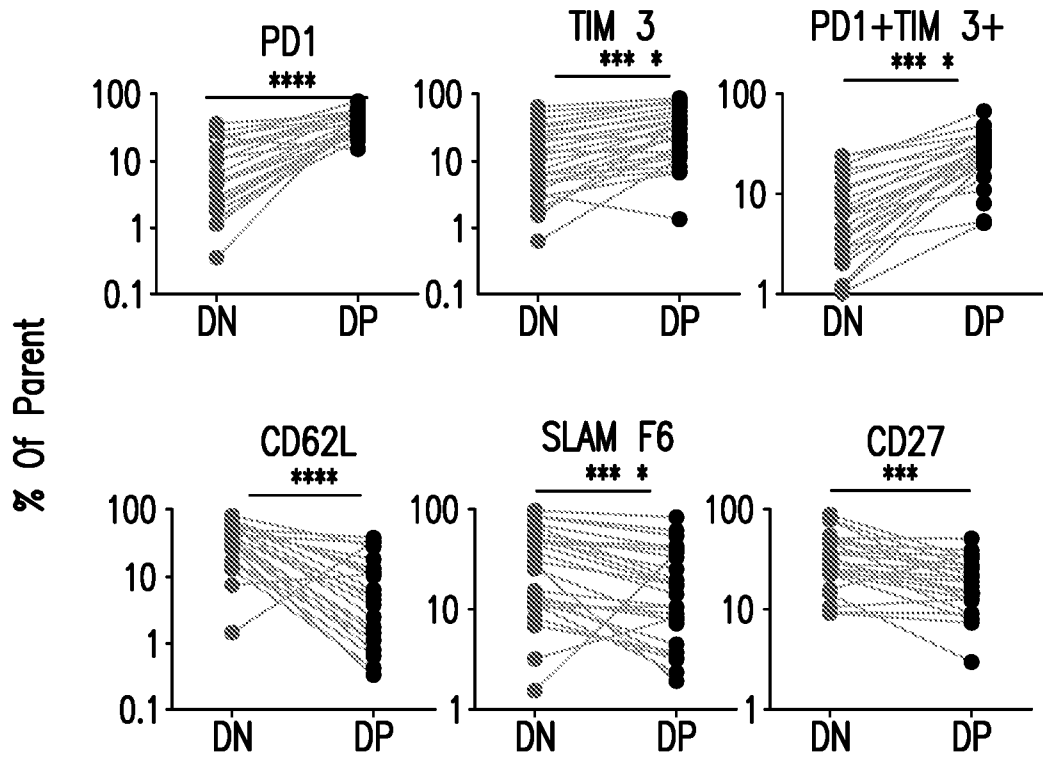 PD1
****
100
10
1
0.1
DN DP
TIM 3
*** *
100
10
1
0.1
DN DP
PD1+TIM 3+
*** *
100
10
1
DN DP
% Of Parent
CD62L
****
100
10
1
0.1
DN DP
SLAM F6
*** *
100
10
1
DN DP
CD27
***
100
10
1
DN DP